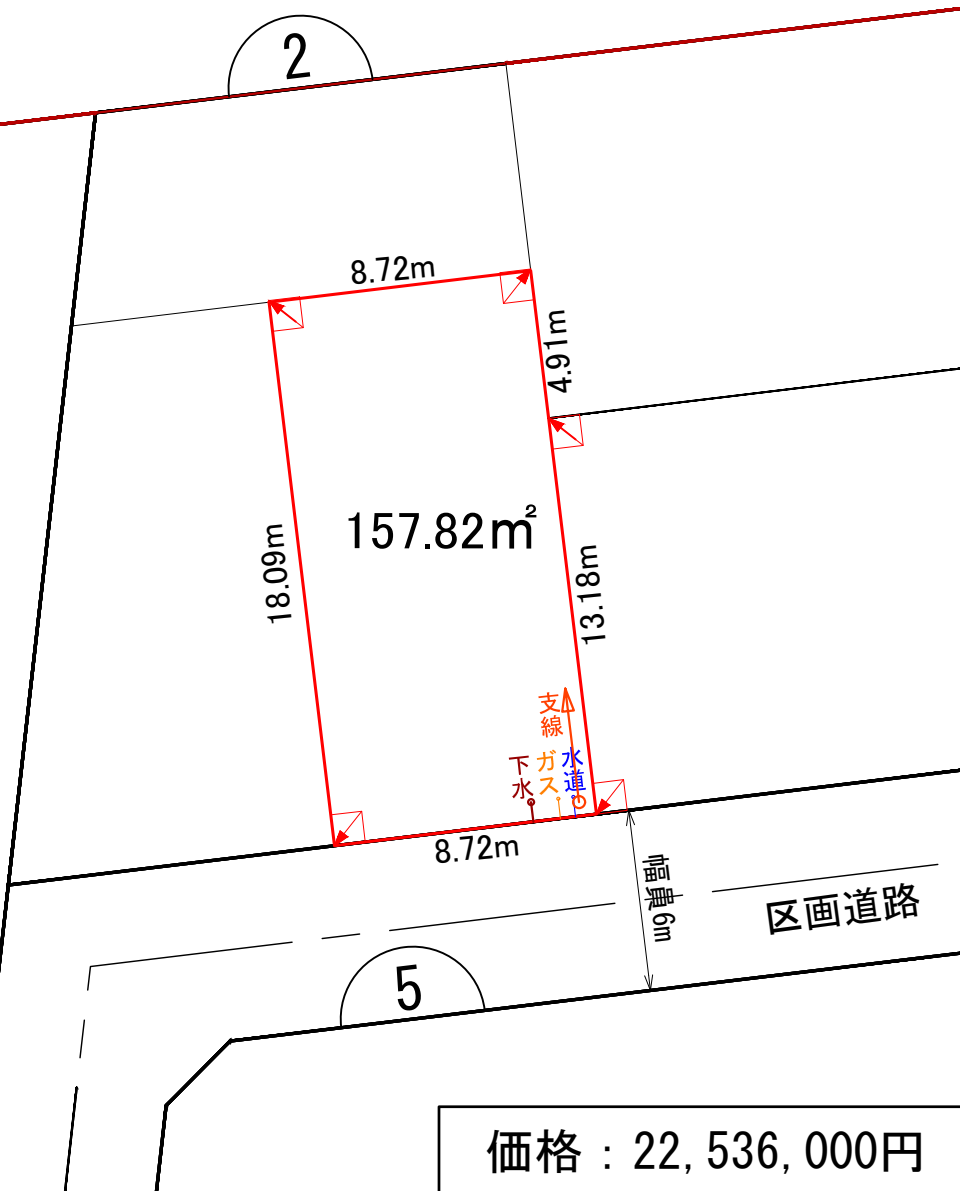 2
8.72m
4.91m
157.82㎡
18.09m
13.18m
支線
下水
ガス
水道
8.72m
幅員6m
区画道路
5
価格：22,536,000円